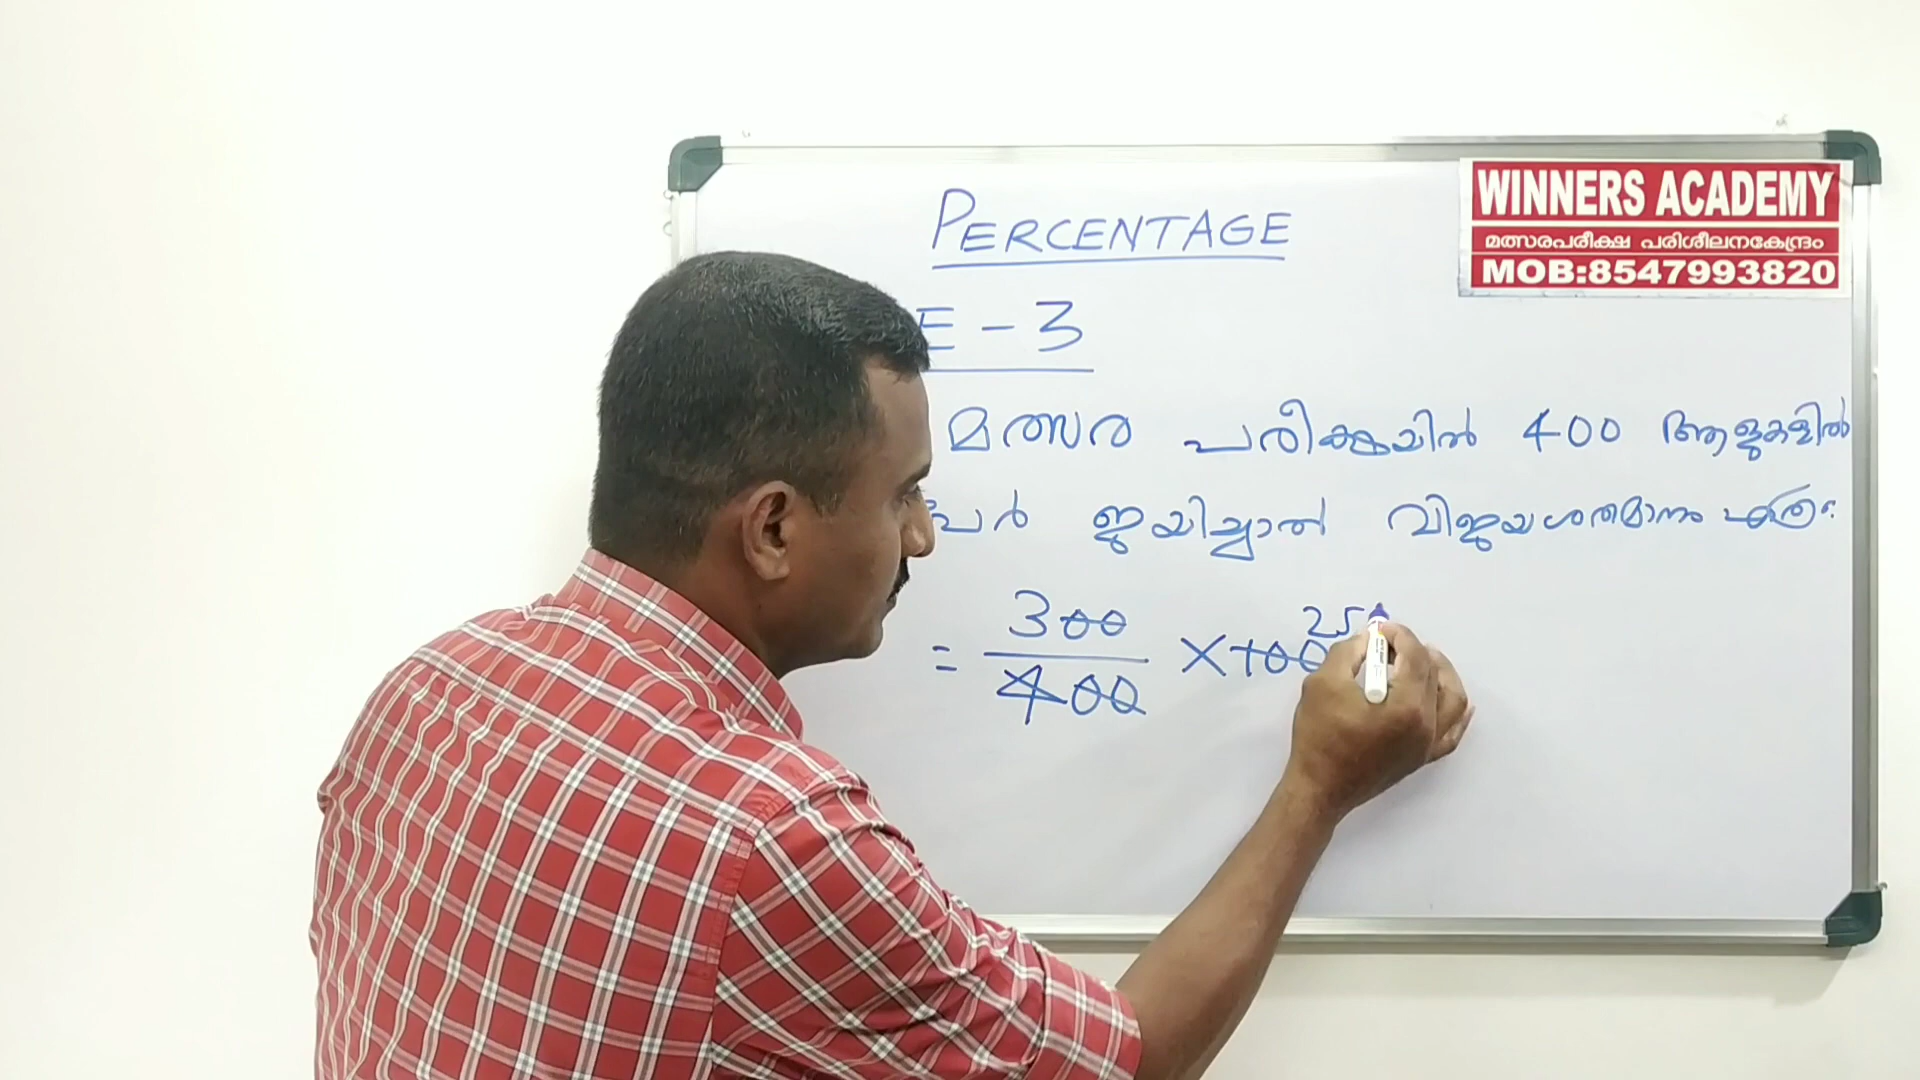 WINNERS ACADEMY
മത്സരപരീക്ഷ പരിശീലനകേന്ദ്രം
MOB:8547993820
PERCENTAGE
E - 3
മത്സര പരീക്ഷയിൽ 400 ആളുകളിൽ
പേർ ജയിച്ചാൽ വിജയശതമാനം എത്ര?
= 300/400 × 100 25